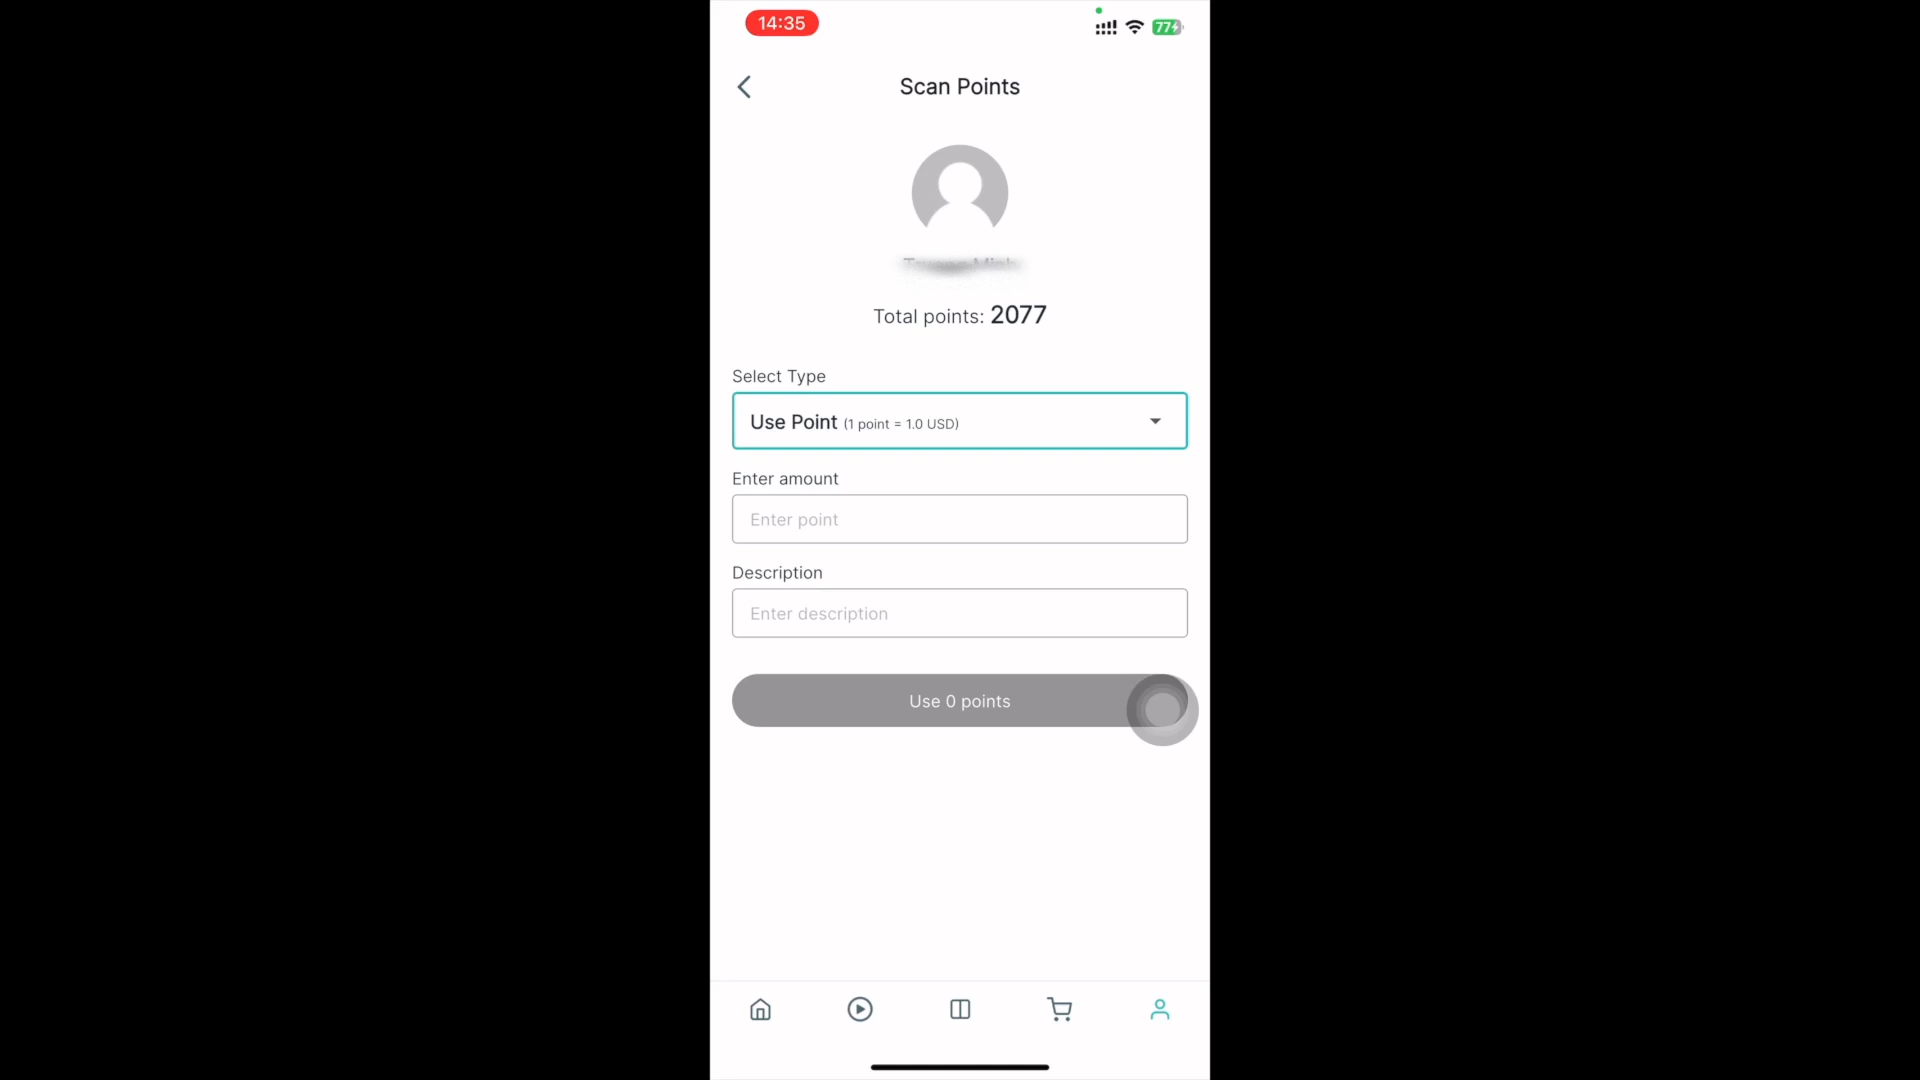 14:35
77
Scan Points
Total points: 2077
Select Type
Use Point (1 point = 1.0 USD)
Enter amount
Enter point
Description
Enter description
Use 0 points